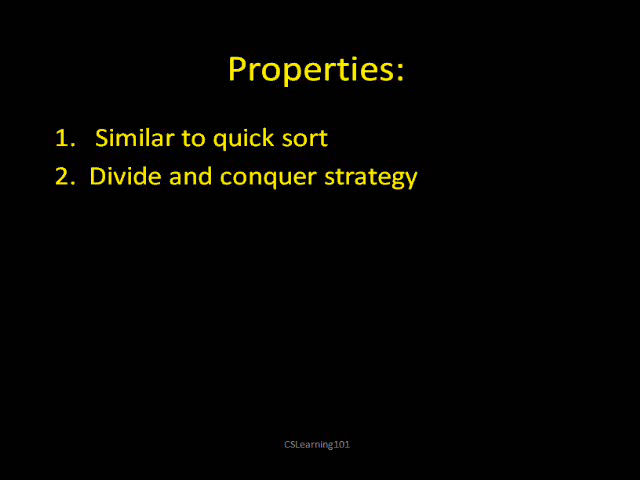 Properties:
1. Similar to quick sort
2. Divide and conquer strategy
CSLearning101